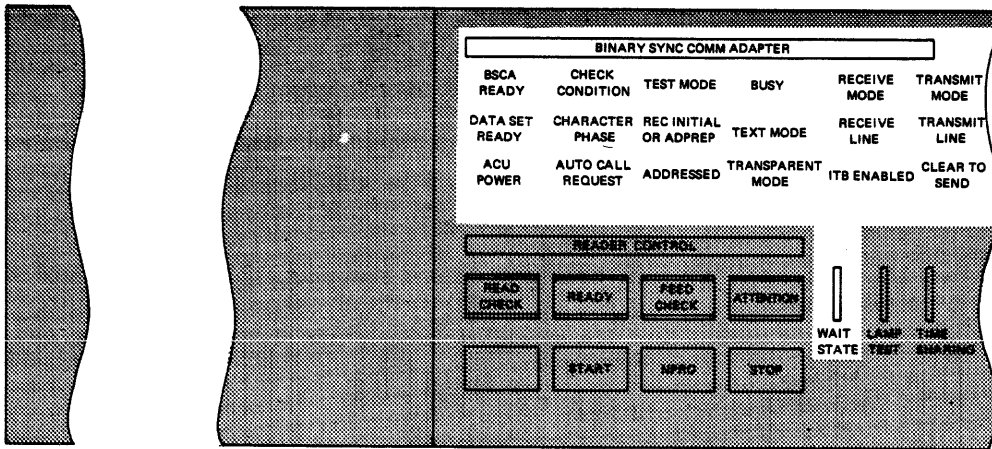 BINARY SYNC COMM ADAPTER
BSCA READY
CHECK CONDITION
TEST MODE
BUSY
RECEIVE MODE
TRANSMIT MODE
DATA SET READY
CHARACTER PHASE
REC INITIAL OR ADPREP
TEXT MODE
RECEIVE LINE
TRANSMIT LINE
ACU POWER
AUTO CALL REQUEST
ADDRESSED
TRANSPARENT MODE
ITB ENABLED
CLEAR TO SEND
READER CONTROL
READ CHECK
READY
FEED CHECK
ATTENTION
WAIT STATE
LAMP TEST
TIME SHARING
START
NPRO
STOP